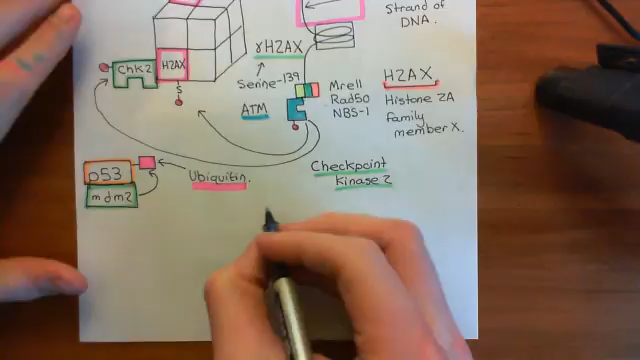 Strand of
DNA.
γH2AX
Chk2
H2AX
S
Serine-139
ATM
Mre11
Rad50
NBS-1
H2AX
Histone 2A
family
member X.
p53
mdm2
Ubiquitin.
Checkpoint
kinase 2